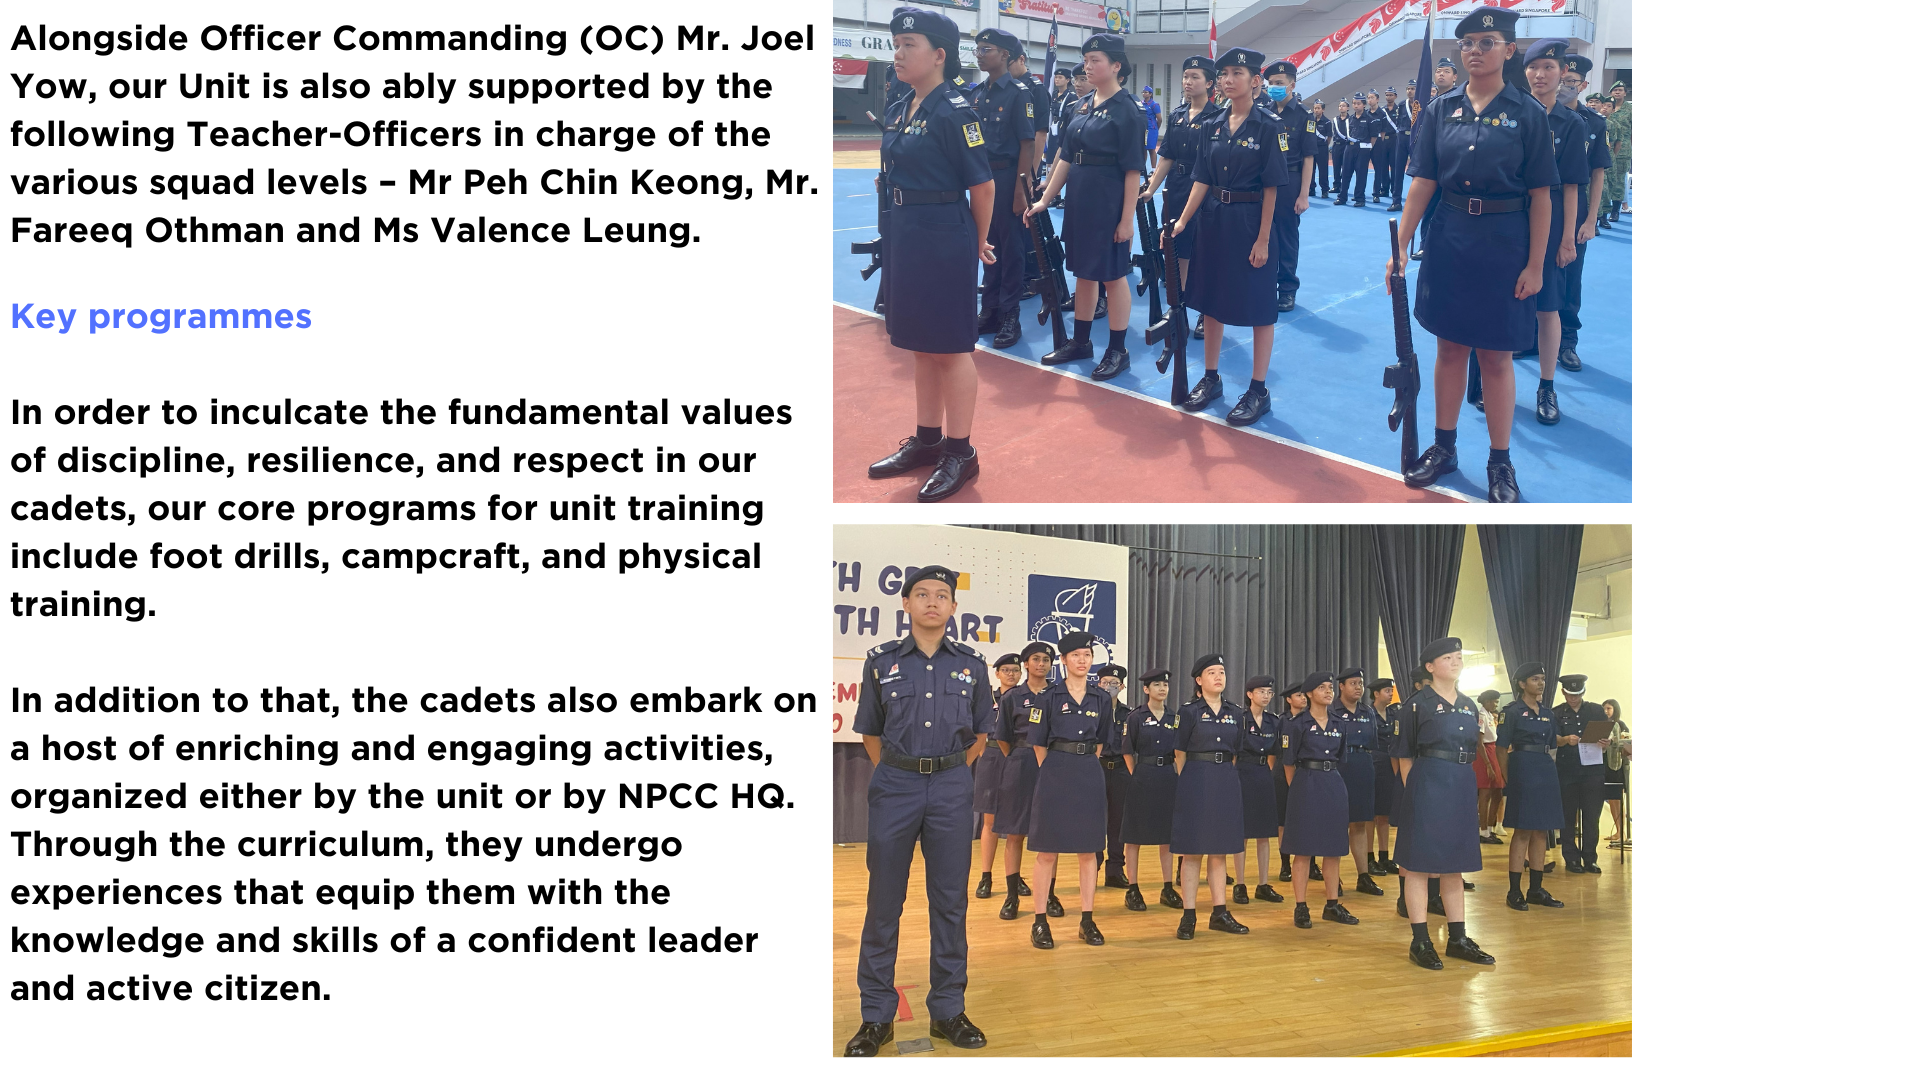 Alongside Officer Commanding (OC) Mr. Joel
Yow, our Unit is also ably supported by the
following Teacher-Officers in charge of the
various squad levels – Mr Peh Chin Keong, Mr.
Fareeq Othman and Ms Valence Leung.
Key programmes
In order to inculcate the fundamental values
of discipline, resilience, and respect in our
cadets, our core programs for unit training
include foot drills, campcraft, and physical
training.
In addition to that, the cadets also embark on
a host of enriching and engaging activities,
organized either by the unit or by NPCC HQ.
Through the curriculum, they undergo
experiences that equip them with the
knowledge and skills of a confident leader
and active citizen.
Gratitude
ONWARD SINGAPORE